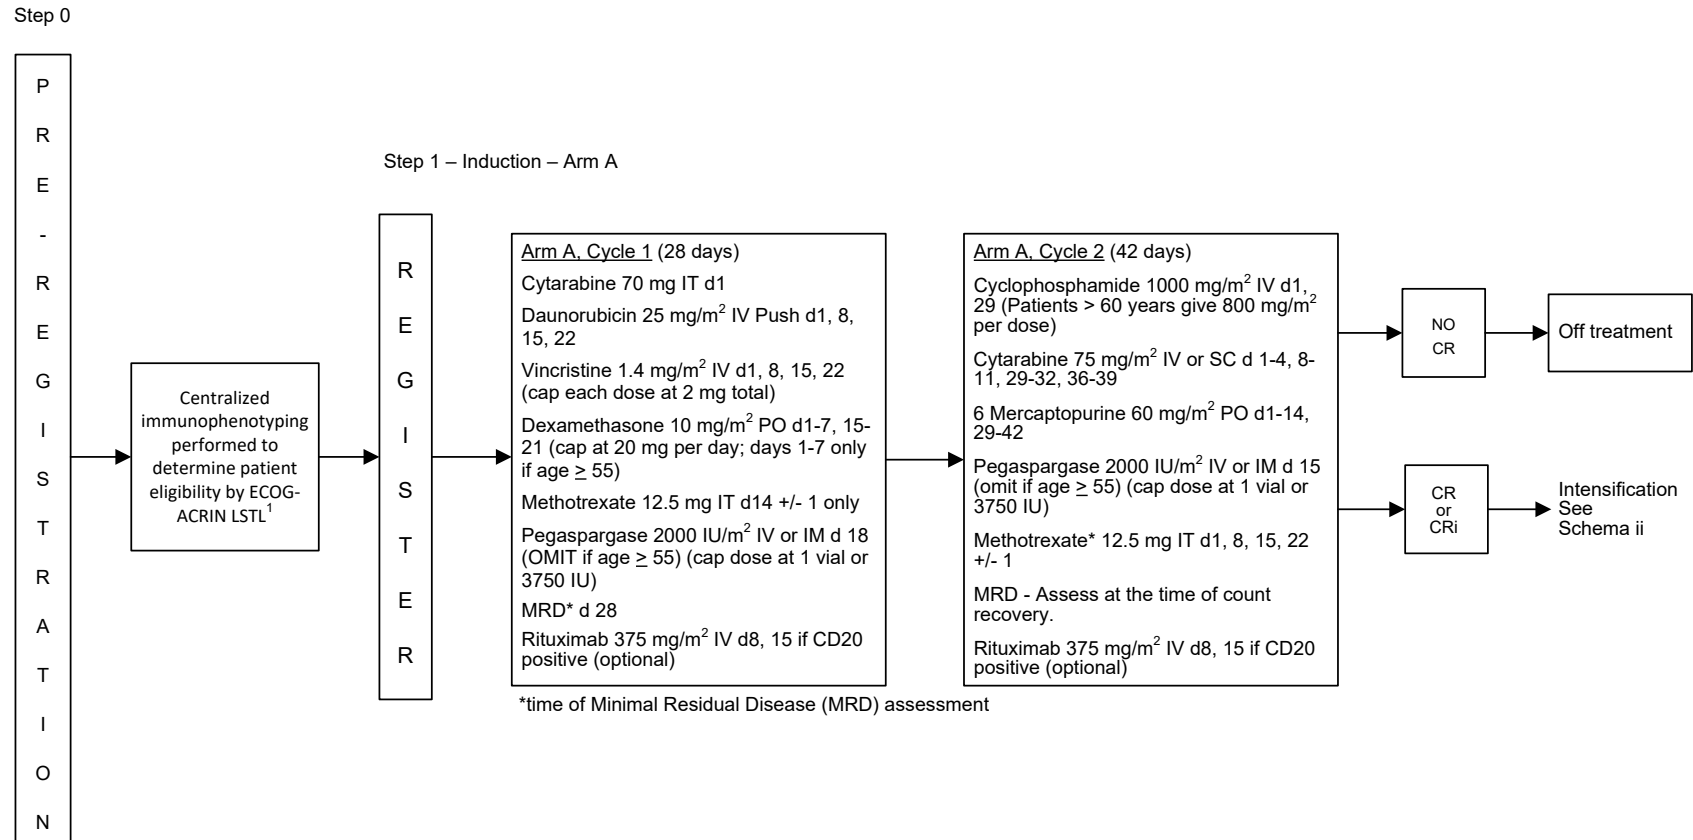 Step 0
P
R
E
-
R
E
G
I
S
T
R
A
T
I
O
N
Centralized
immunophenotyping
performed to
determine patient
eligibility by ECOG-
ACRIN LSTL¹
Step 1 – Induction – Arm A
R
E
G
I
S
T
E
R
Arm A, Cycle 1 (28 days)
Cytarabine 70 mg IT d1
Daunorubicin 25 mg/m² IV Push d1, 8,
15, 22
Vincristine 1.4 mg/m² IV d1, 8, 15, 22
(cap each dose at 2 mg total)
Dexamethasone 10 mg/m² PO d1-7, 15-
21 (cap at 20 mg per day; days 1-7 only
if age ≥ 55)
Methotrexate 12.5 mg IT d14 +/- 1 only
Pegaspargase 2000 IU/m² IV or IM d 18
(OMIT if age ≥ 55) (cap dose at 1 vial or
3750 IU)
MRD* d 28
Rituximab 375 mg/m² IV d8, 15 if CD20
positive (optional)
*time of Minimal Residual Disease (MRD) assessment
Arm A, Cycle 2 (42 days)
Cyclophosphamide 1000 mg/m² IV d1,
29 (Patients > 60 years give 800 mg/m²
per dose)
Cytarabine 75 mg/m² IV or SC d 1-4, 8-
11, 29-32, 36-39
6 Mercaptopurine 60 mg/m² PO d1-14,
29-42
Pegaspargase 2000 IU/m² IV or IM d 15
(omit if age ≥ 55) (cap dose at 1 vial or
3750 IU)
Methotrexate* 12.5 mg IT d1, 8, 15, 22
+/- 1
MRD - Assess at the time of count
recovery.
Rituximab 375 mg/m² IV d8, 15 if CD20
positive (optional)
NO
CR
Off treatment
CR
or
CRi
Intensification
See
Schema ii